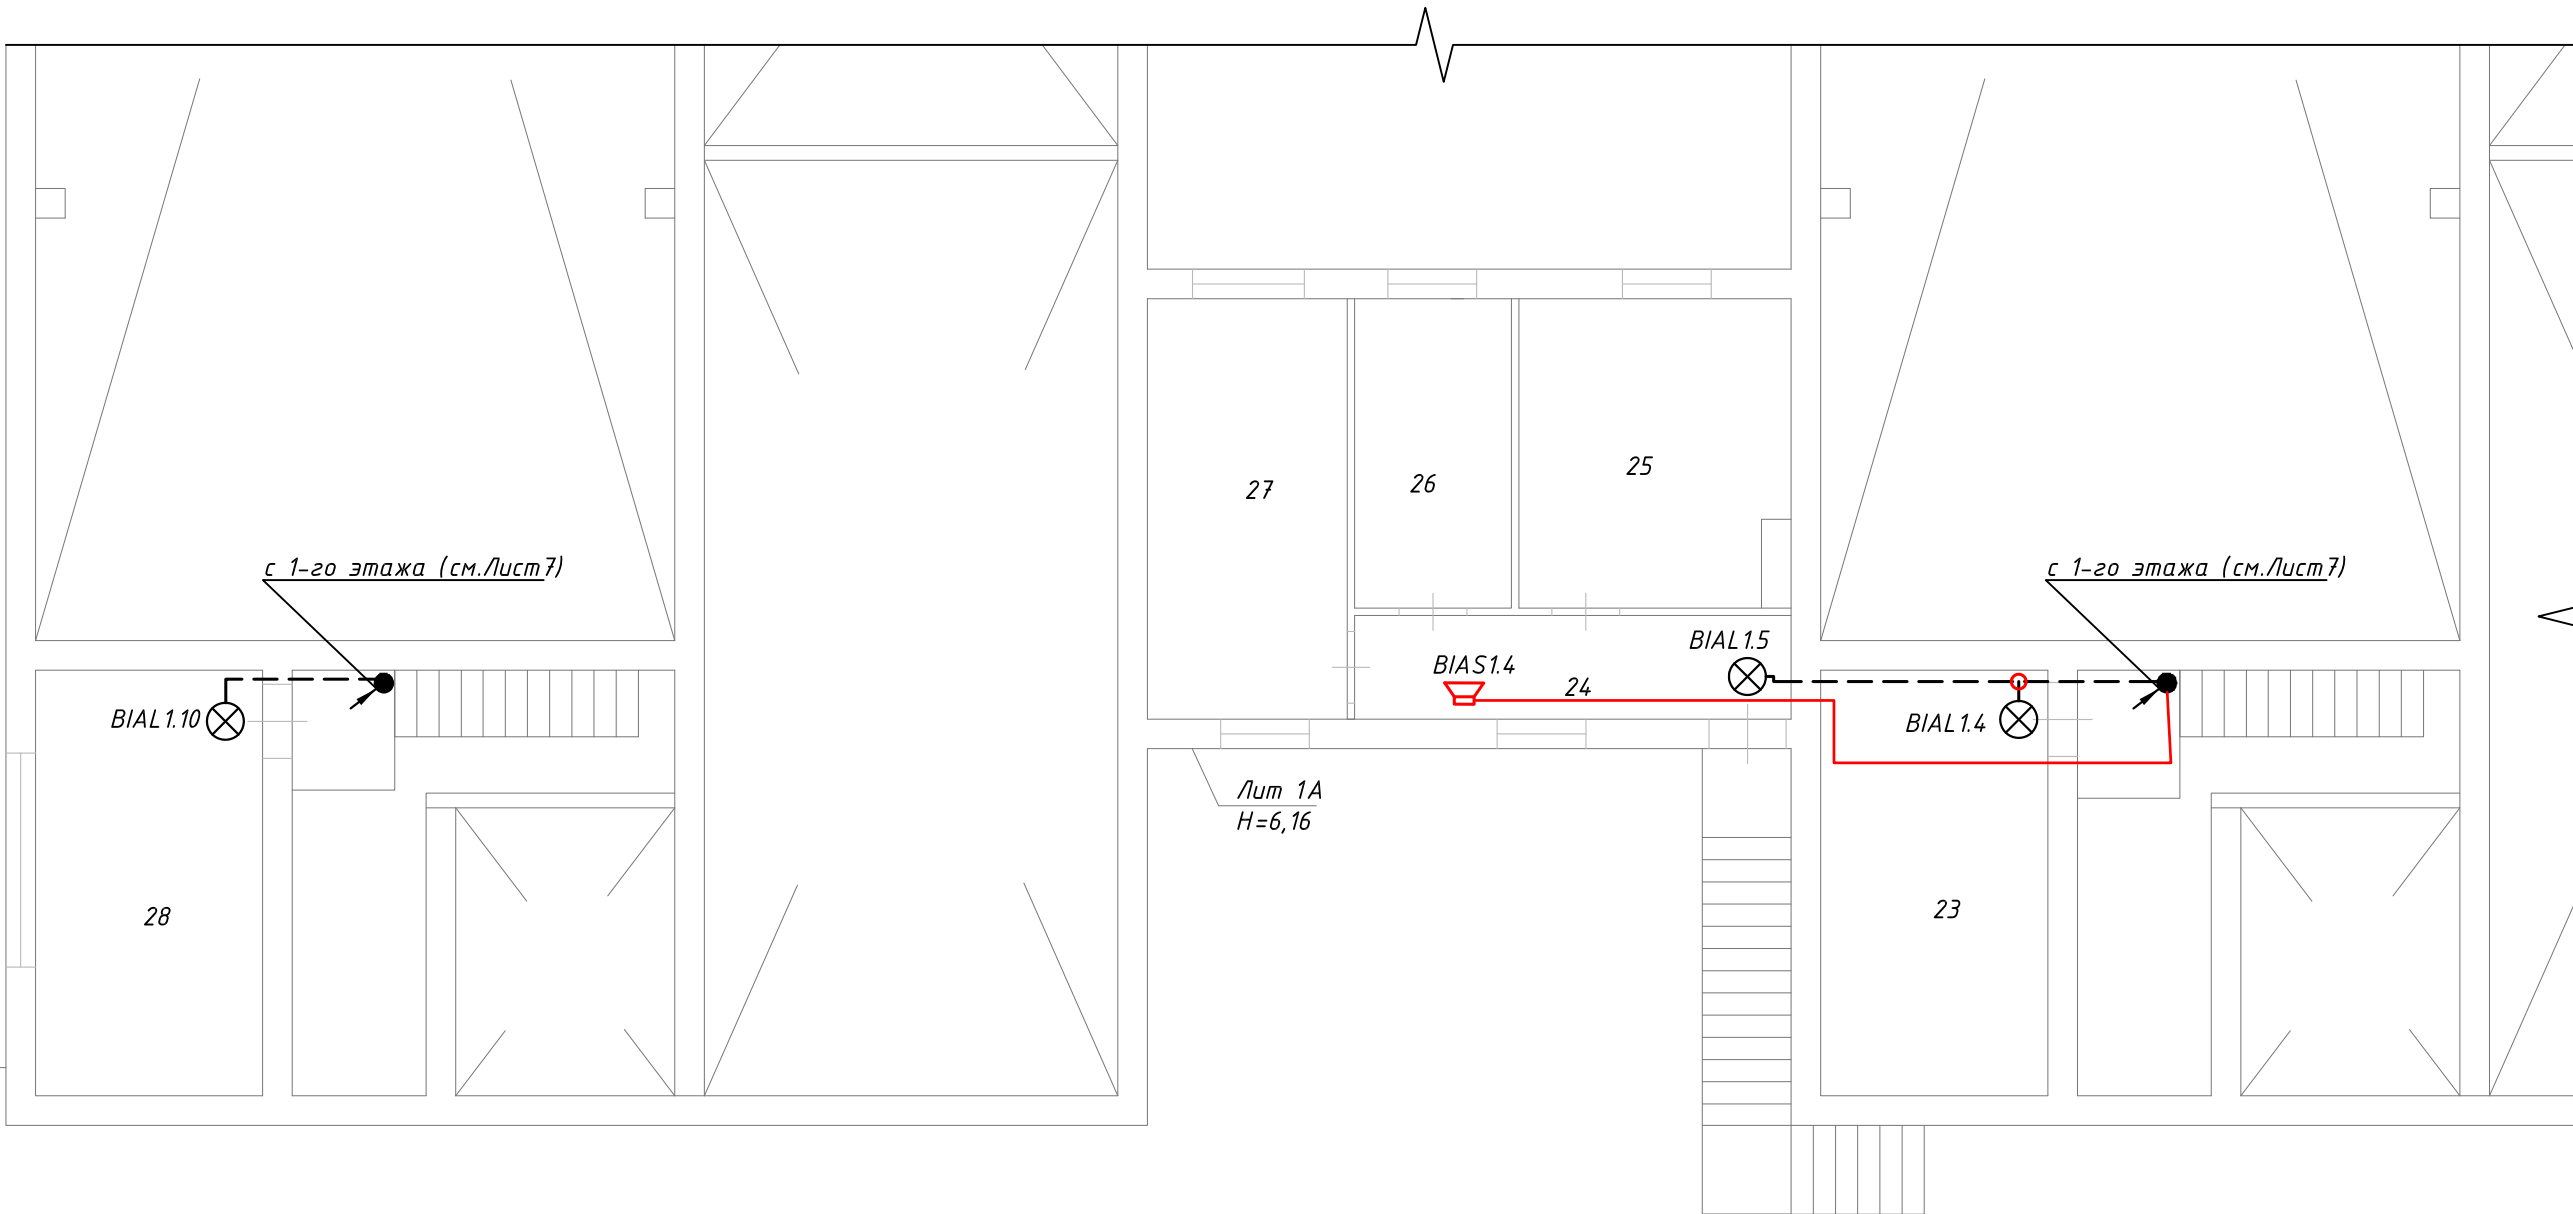 25
26
27
с 1-го этажа (см.Лист7)
с 1-го этажа (см.Лист7)
BIAL1.5
BIAS1.4
24
BIAL1.10
BIAL1.4
Лит 1А
Н=6,16
28
23